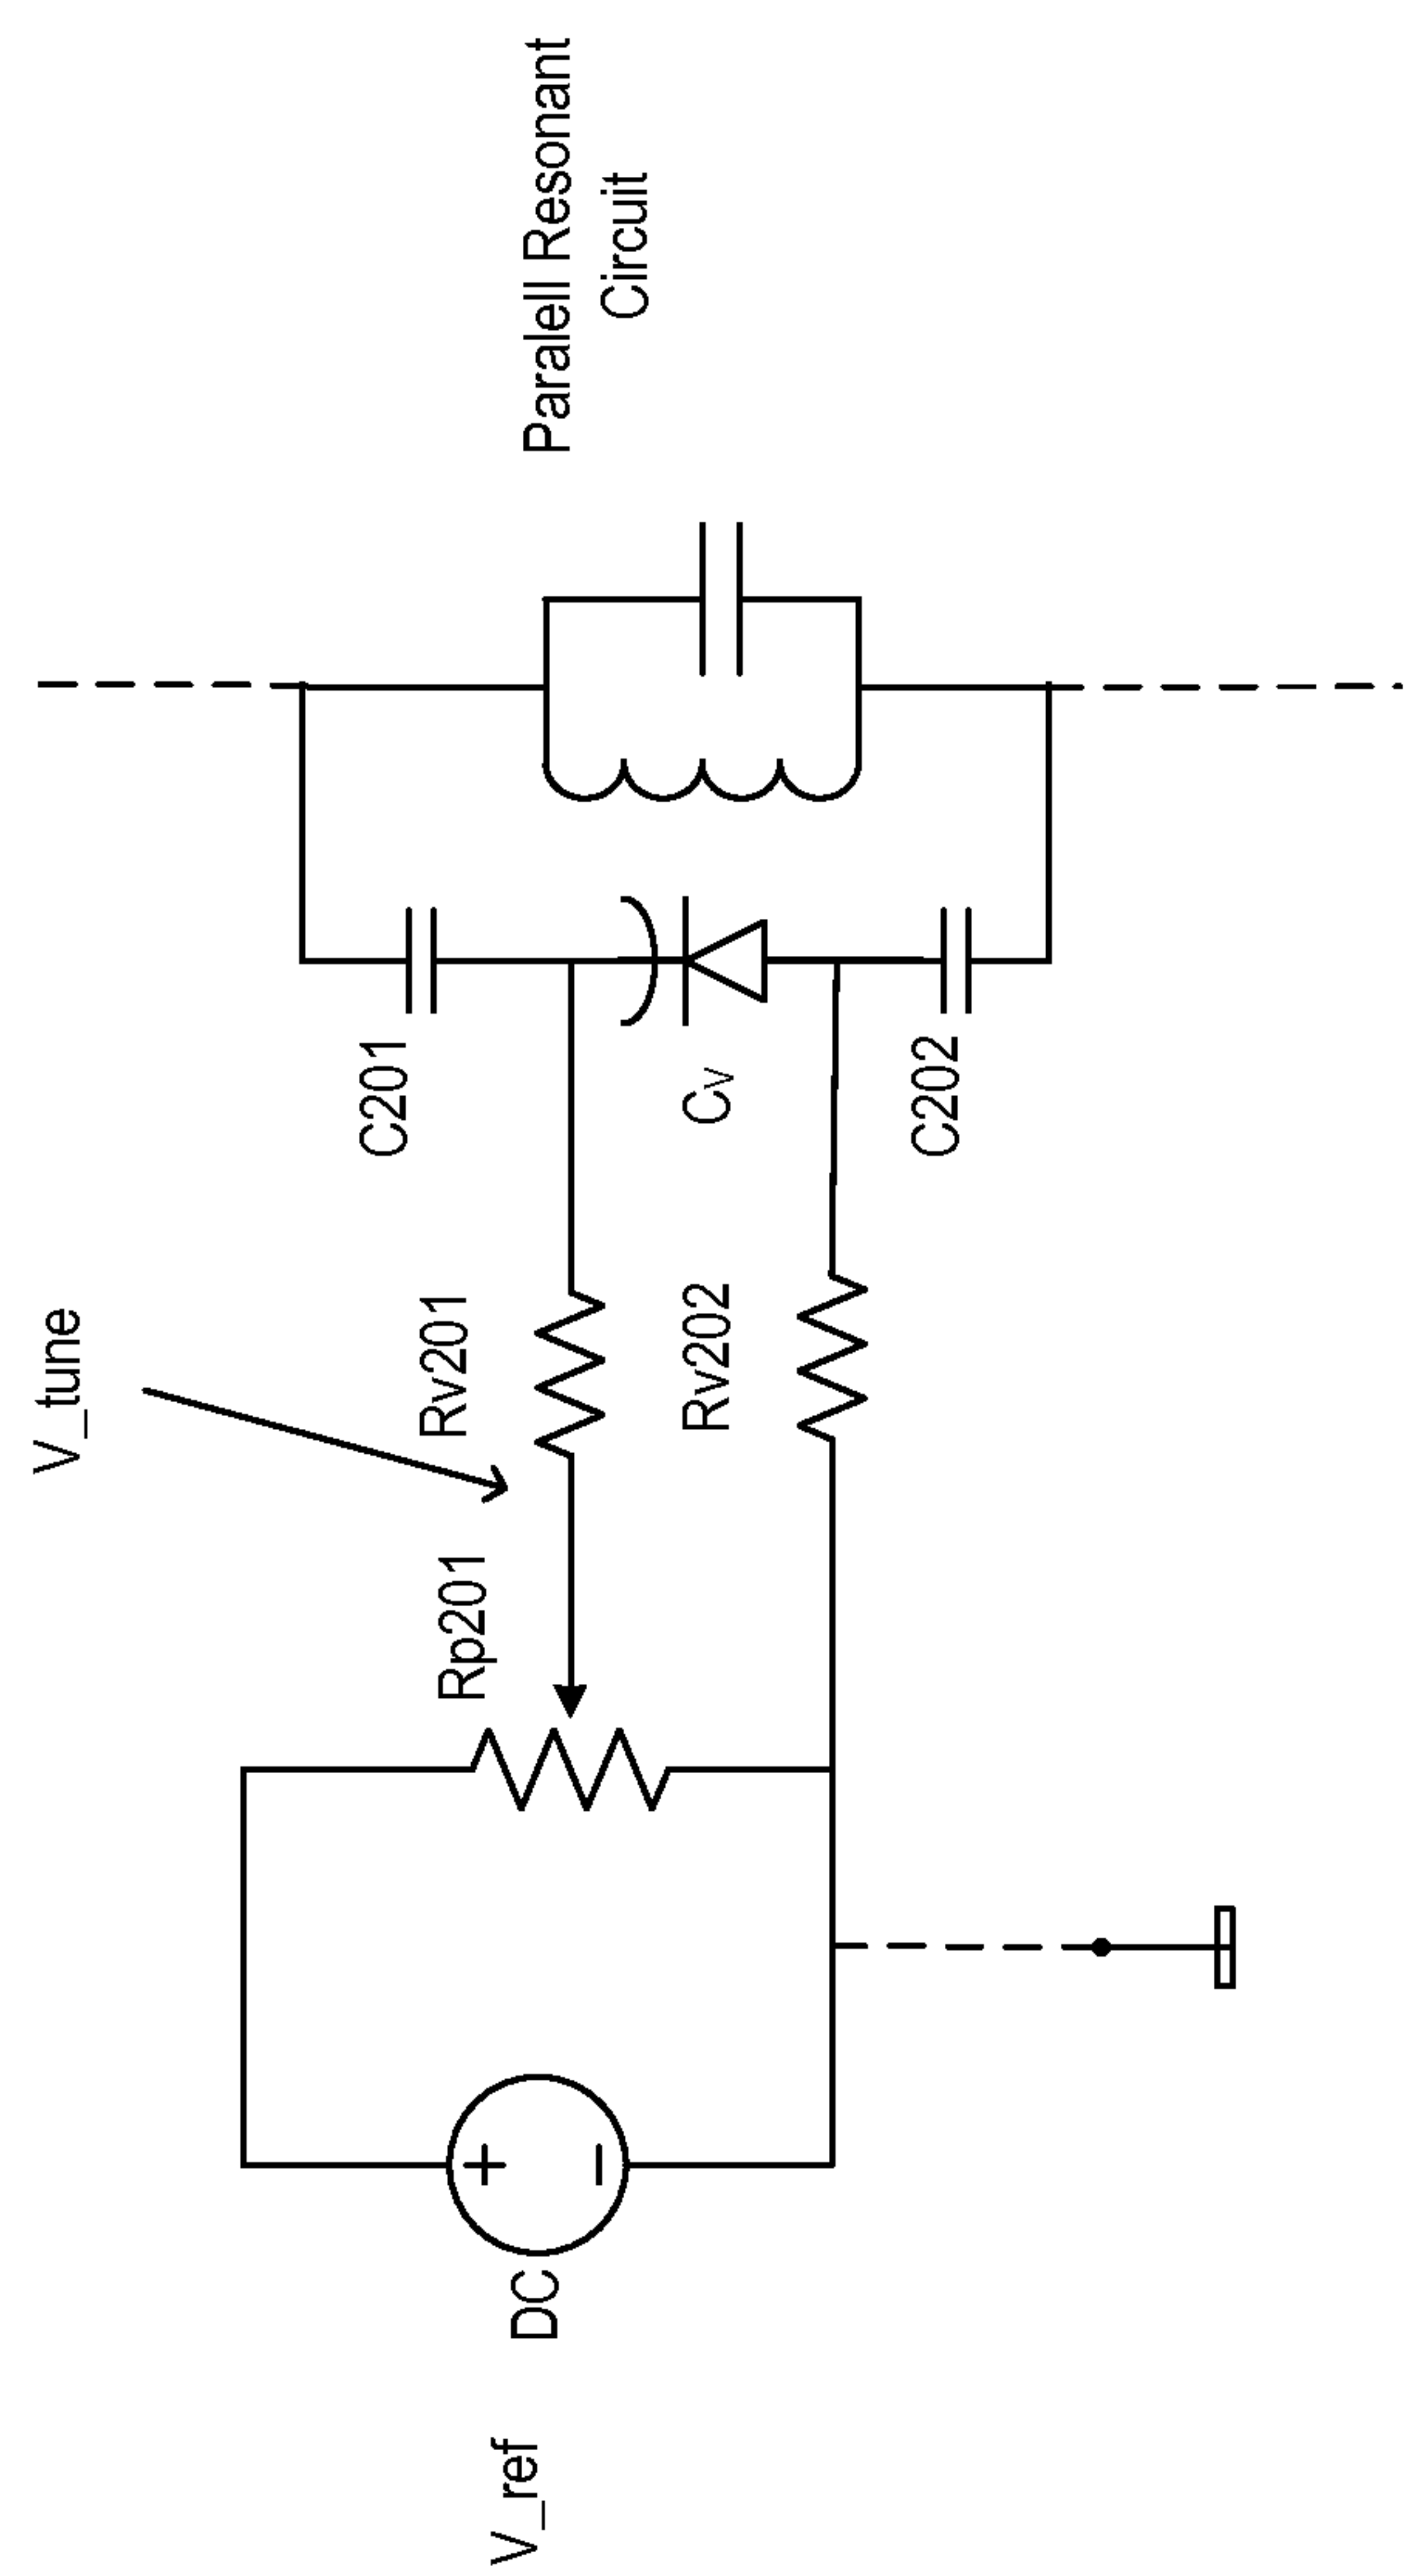 V_ref
DC
Rp201
V_tune
Rv201
Rv202
C201
Cv
C202
Paralell Resonant
Circuit
+
−